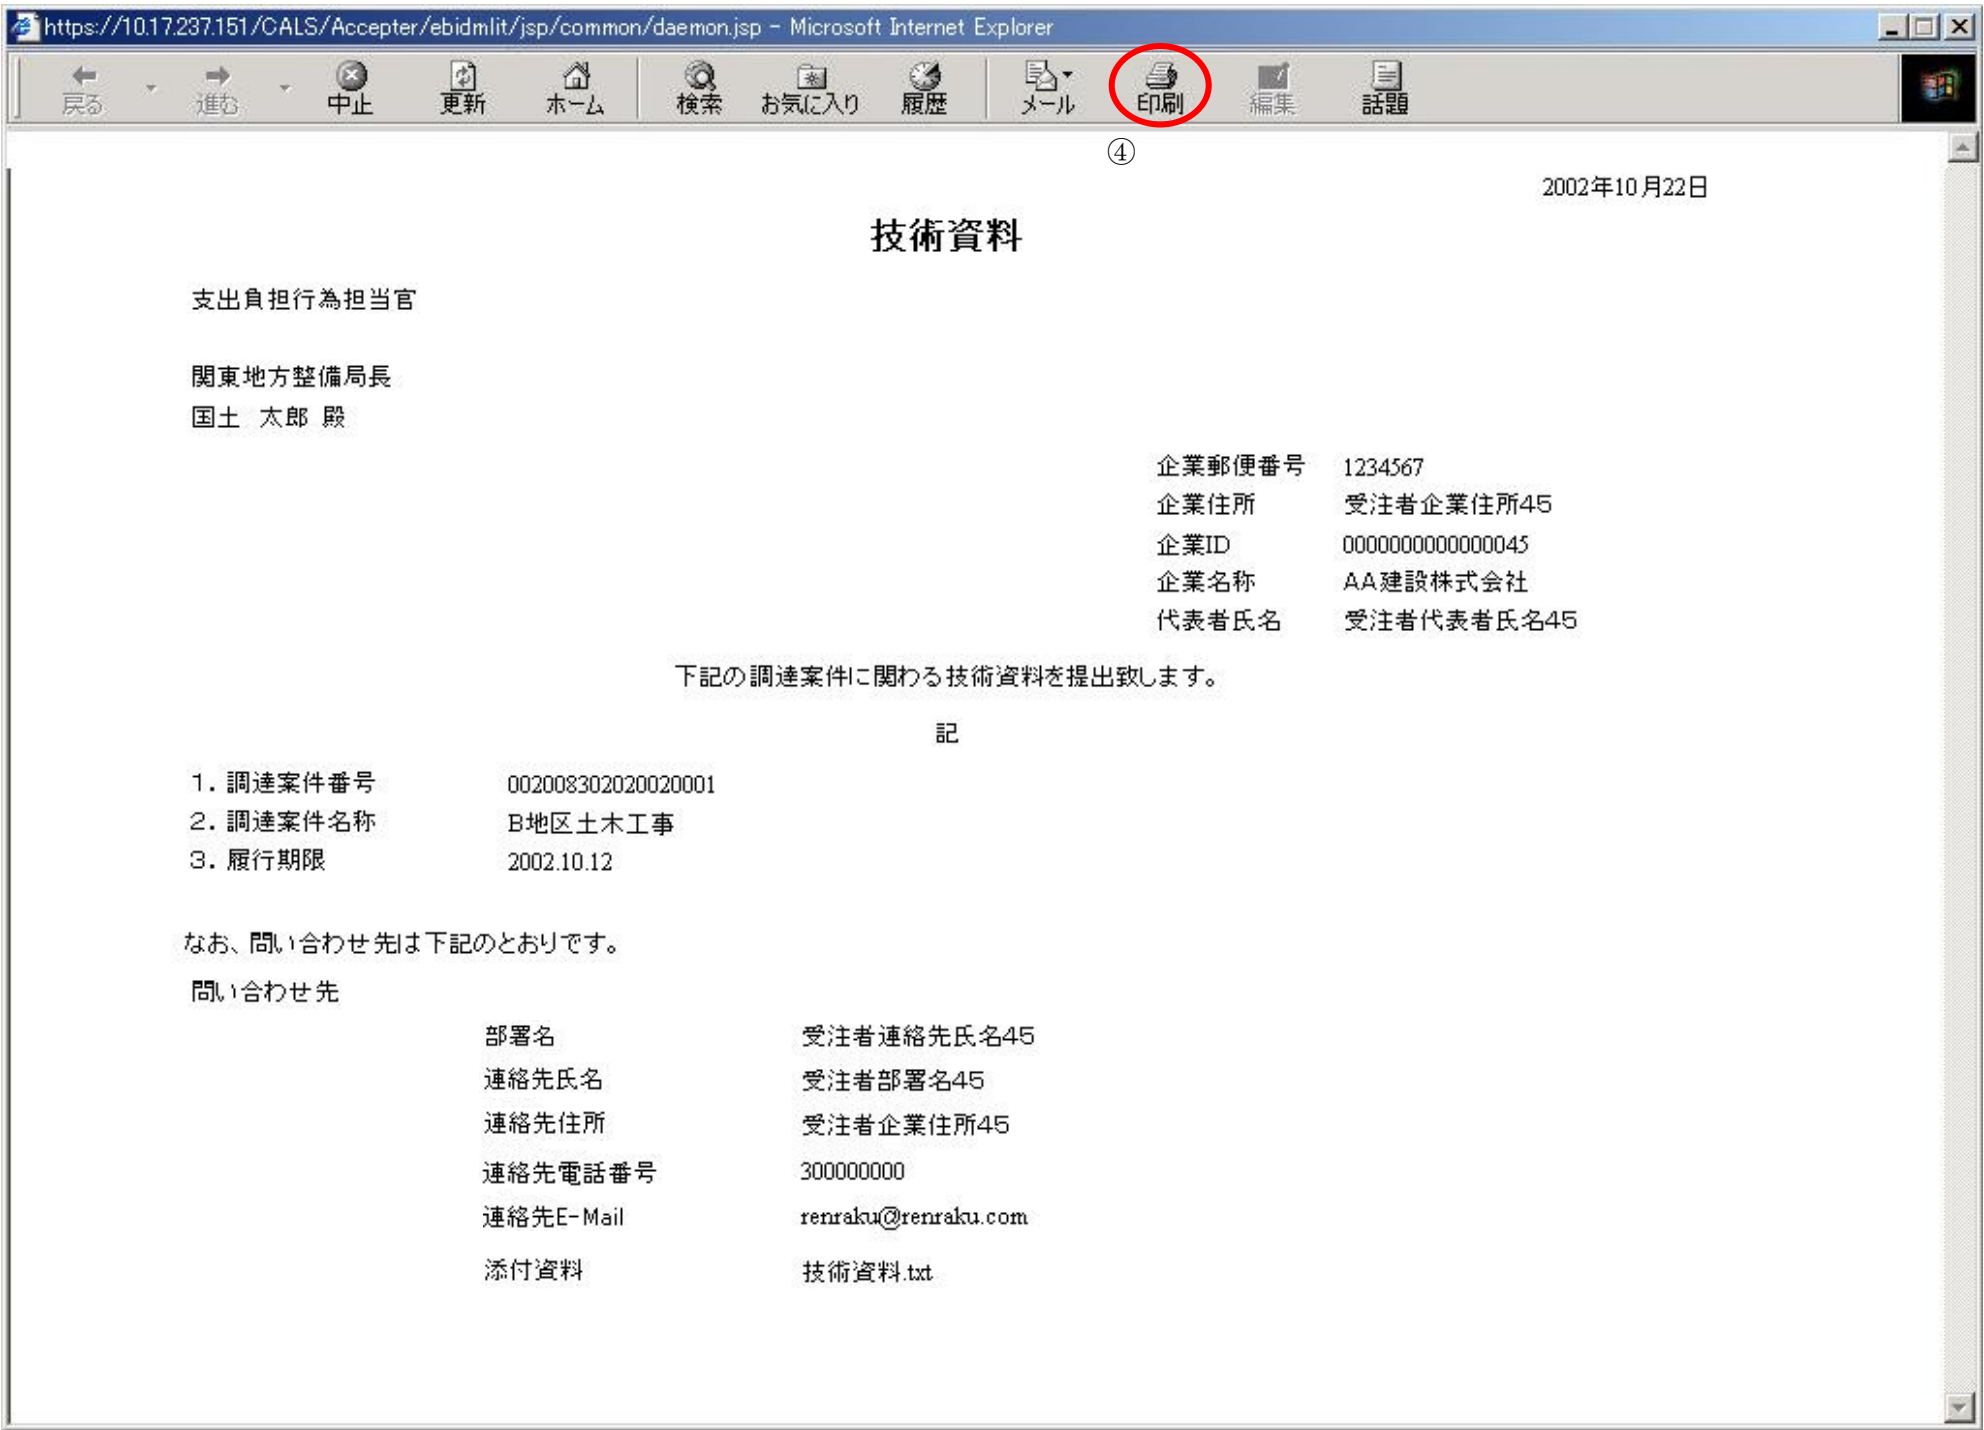 https://10.17.237.151/CALS/Accepter/ebidmlit/jsp/common/daemon.jsp - Microsoft Internet Explorer
戻る 進む 中止 更新 ホーム 検索 お気に入り 履歴 メール 印刷 編集 話題
④
2002年10月22日
技術資料
支出負担行為担当官
関東地方整備局長
国土 太郎 殿
企業郵便番号 1234567
企業住所 受注者企業住所45
企業ID 0000000000000045
企業名称 AA建設株式会社
代表者氏名 受注者代表者氏名45
下記の調達案件に関わる技術資料を提出致します。
記
1. 調達案件番号 002008302020020001
2. 調達案件名称 B地区土木工事
3. 履行期限 2002.10.12
なお、問い合わせ先は下記のとおりです。
問い合わせ先
部署名 受注者連絡先氏名45
連絡先氏名 受注者部署名45
連絡先住所 受注者企業住所45
連絡先電話番号 300000000
連絡先E-Mail renraku@renraku.com
添付資料 技術資料.txt